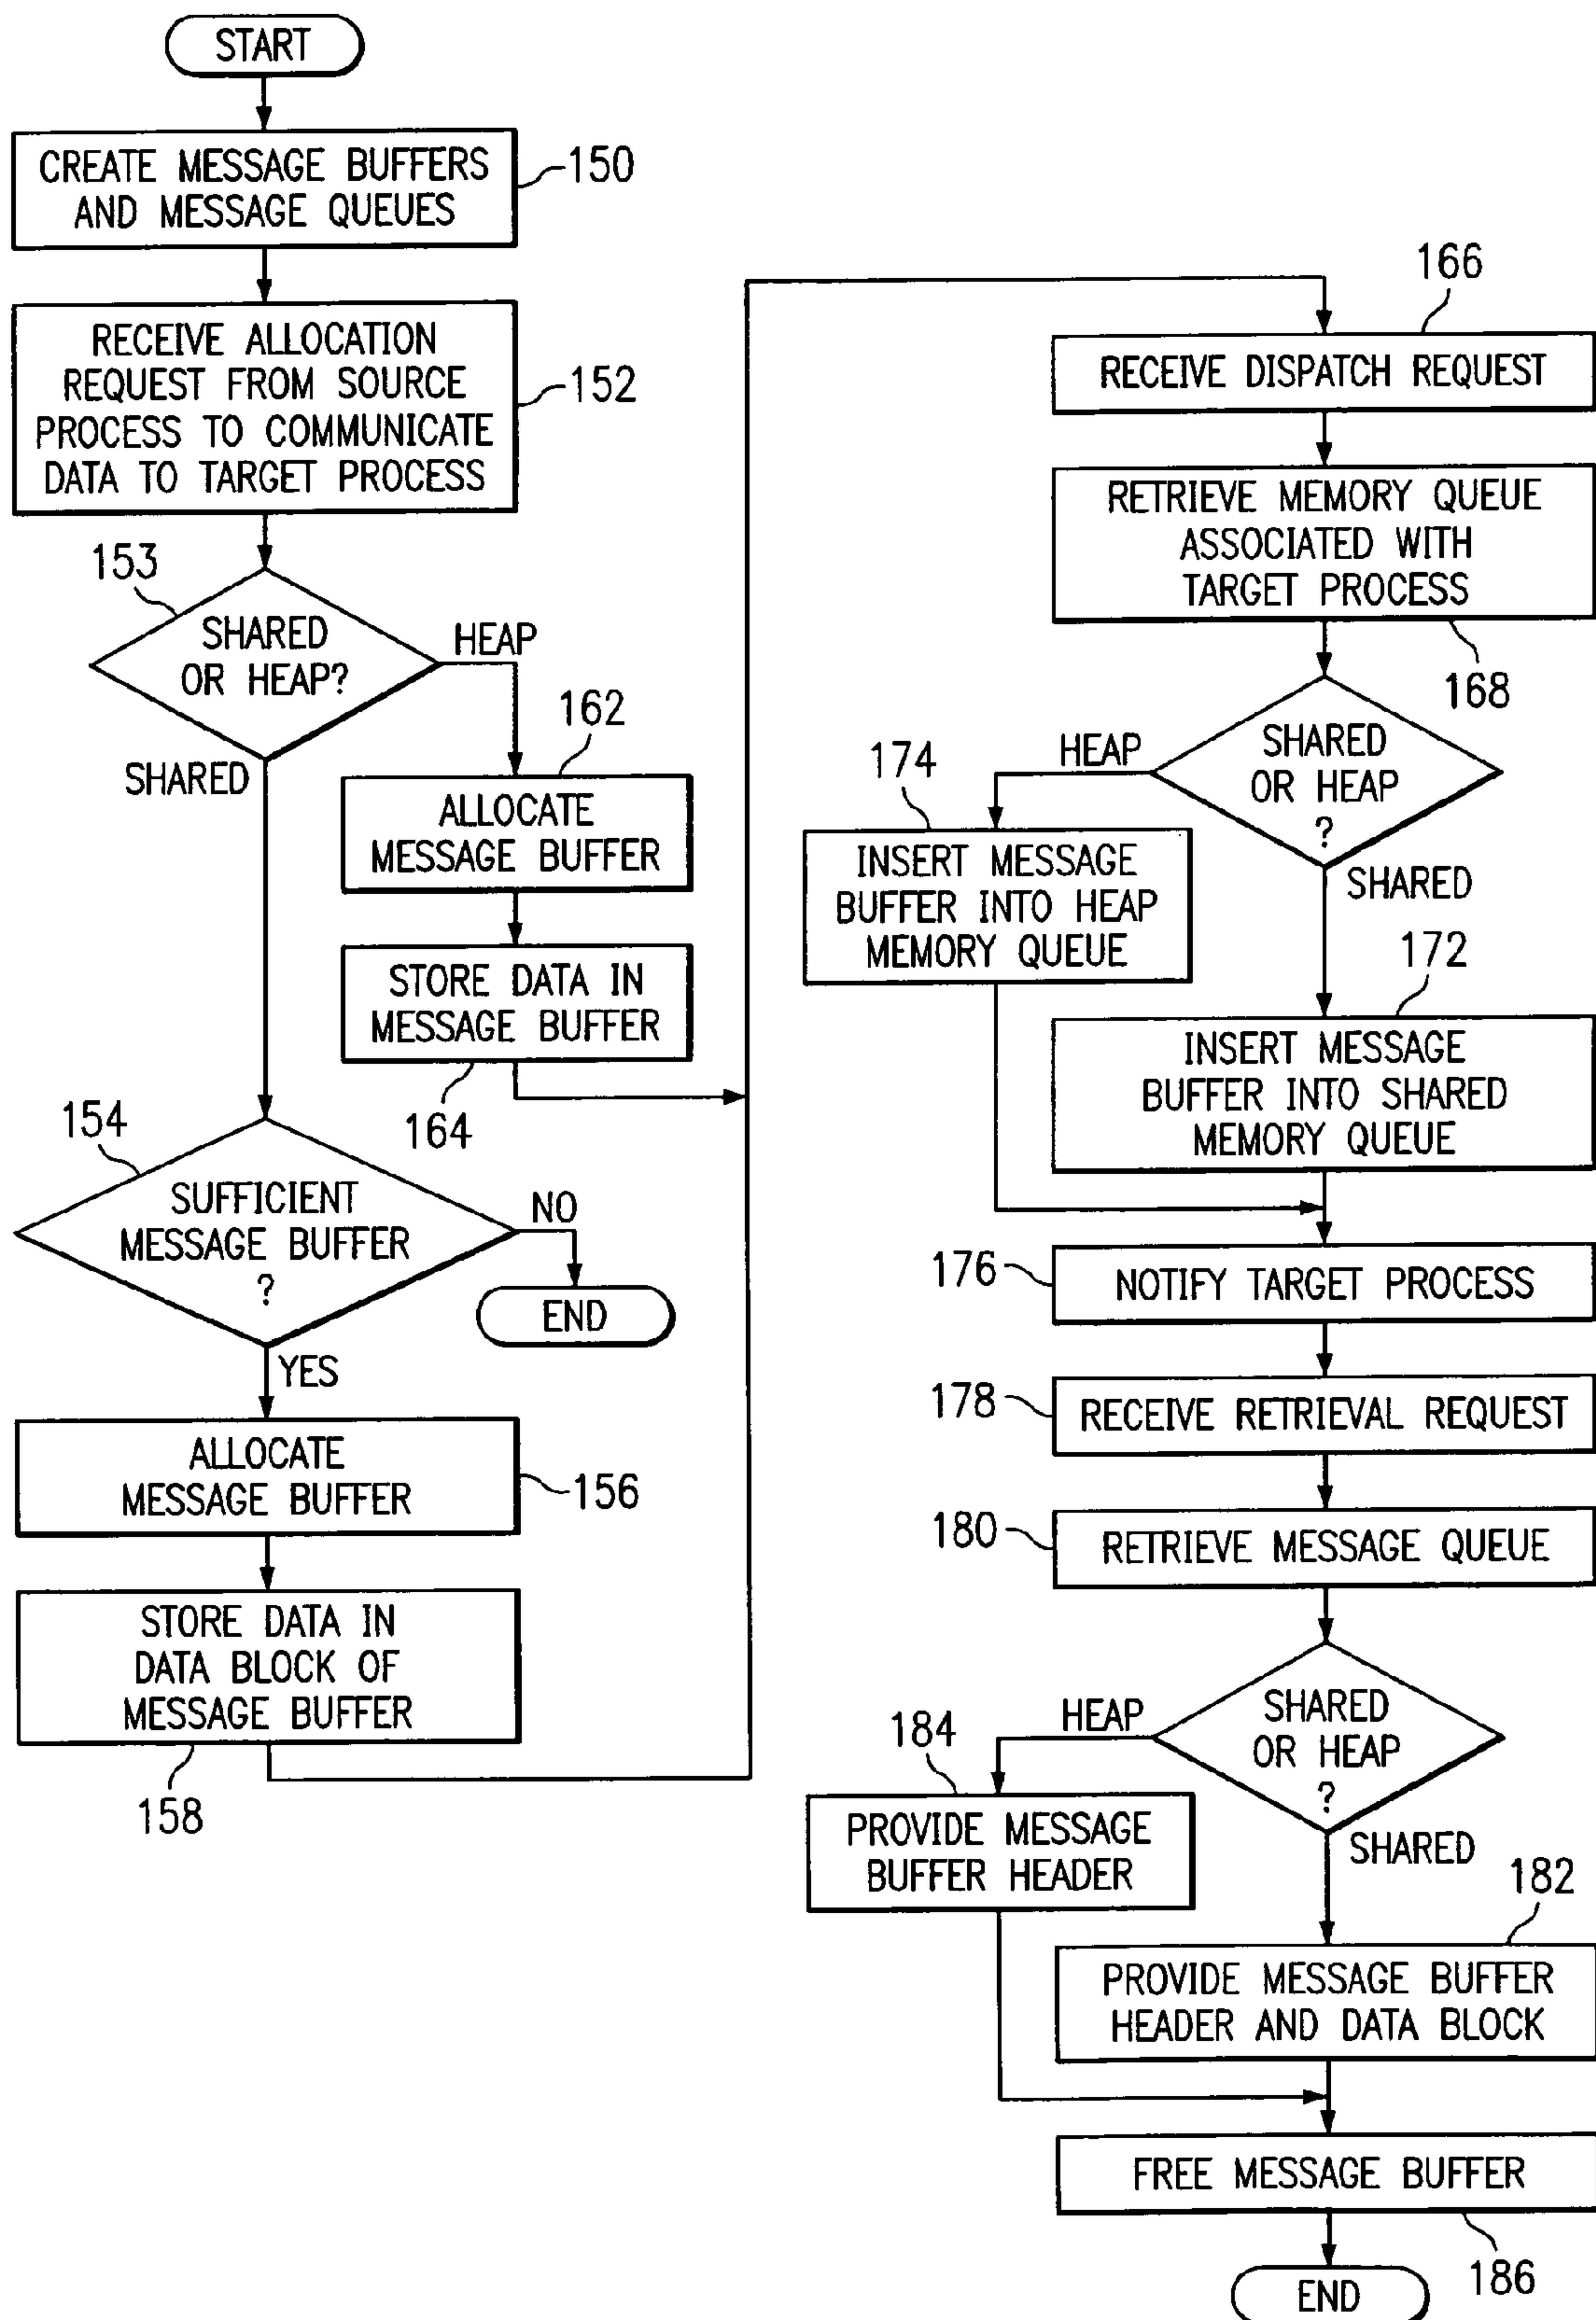 START
CREATE MESSAGE BUFFERS
AND MESSAGE QUEUES
150
RECEIVE ALLOCATION
REQUEST FROM SOURCE
PROCESS TO COMMUNICATE
DATA TO TARGET PROCESS
152
153
SHARED
OR HEAP?
HEAP
SHARED
162
ALLOCATE
MESSAGE BUFFER
STORE DATA IN
MESSAGE BUFFER
164
154
SUFFICIENT
MESSAGE BUFFER
?
NO
END
YES
ALLOCATE
MESSAGE BUFFER
156
STORE DATA IN
DATA BLOCK OF
MESSAGE BUFFER
158
166
RECEIVE DISPATCH REQUEST
RETRIEVE MEMORY QUEUE
ASSOCIATED WITH
TARGET PROCESS
168
SHARED
OR HEAP
?
HEAP
SHARED
174
INSERT MESSAGE
BUFFER INTO HEAP
MEMORY QUEUE
172
INSERT MESSAGE
BUFFER INTO SHARED
MEMORY QUEUE
176
NOTIFY TARGET PROCESS
178
RECEIVE RETRIEVAL REQUEST
180
RETRIEVE MESSAGE QUEUE
SHARED
OR HEAP
?
HEAP
SHARED
184
PROVIDE MESSAGE
BUFFER HEADER
182
PROVIDE MESSAGE BUFFER
HEADER AND DATA BLOCK
FREE MESSAGE BUFFER
186
END